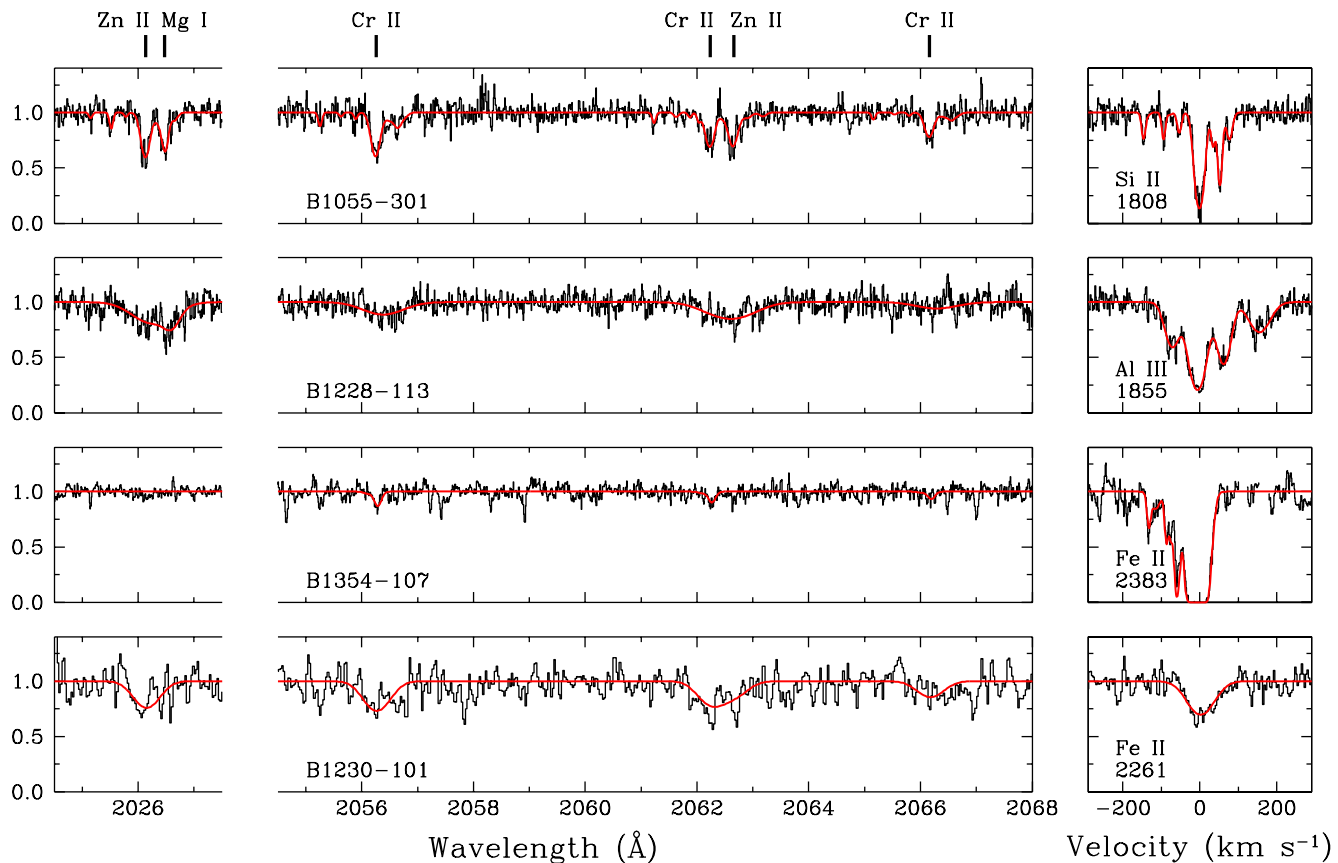 Zn II Mg I Cr II Cr II Zn II Cr II
1.0
0.5
0.0
B1055−301
Si II
1808
1.0
0.5
0.0
B1228−113
Al III
1855
1.0
0.5
0.0
B1354−107
Fe II
2383
1.0
0.5
0.0
B1230−101
Fe II
2261
2026 2056 2058 2060 2062 2064 2066 2068 −200 0 200
Wavelength (Å) Velocity (km s⁻¹)